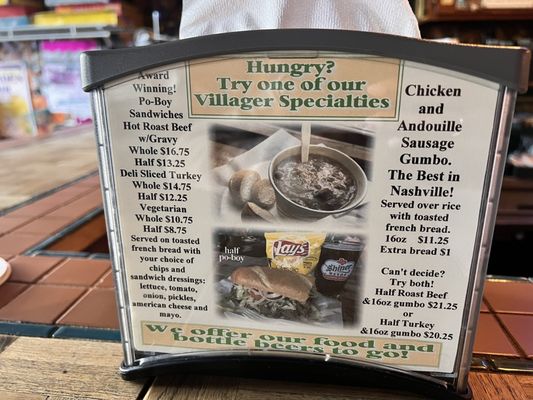 Hungry?
Try one of our
Villager Specialties
Award
Winning!
Po-Boy
Sandwiches
Hot Roast Beef
w/Gravy
Whole $16.75
Half $13.25
Deli Sliced Turkey
Whole $14.75
Half $12.25
Vegetarian
Whole $10.75
Half $8.75
Served on toasted
french bread with
your choice of
chips and
sandwich dressings:
lettuce, tomato,
onion, pickles,
american cheese and
mayo.
half
po-boy
Lay's
Shiner
Chicken
and
Andouille
Sausage
Gumbo.
The Best in
Nashville!
Served over rice
with toasted
french bread.
16oz $11.25
Extra bread $1
Can't decide?
Try both!
Half Roast Beef
&16oz gumbo $21.25
or
Half Turkey
&16oz gumbo $20.25
We offer our food and
bottle beers to go!